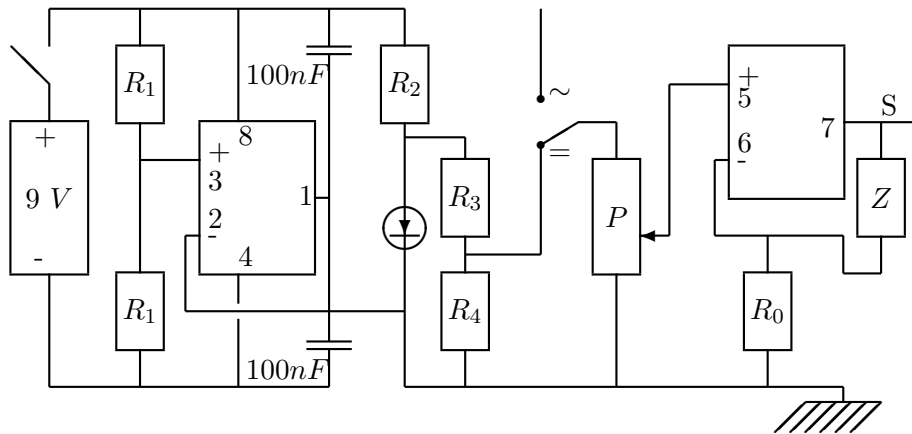 100nF
R1
R2
~
=
+
5
6
-
7
S
+
9 V
-
+
3
2
-
8
4
1
R3
P
Z
R1
R4
R0
100nF